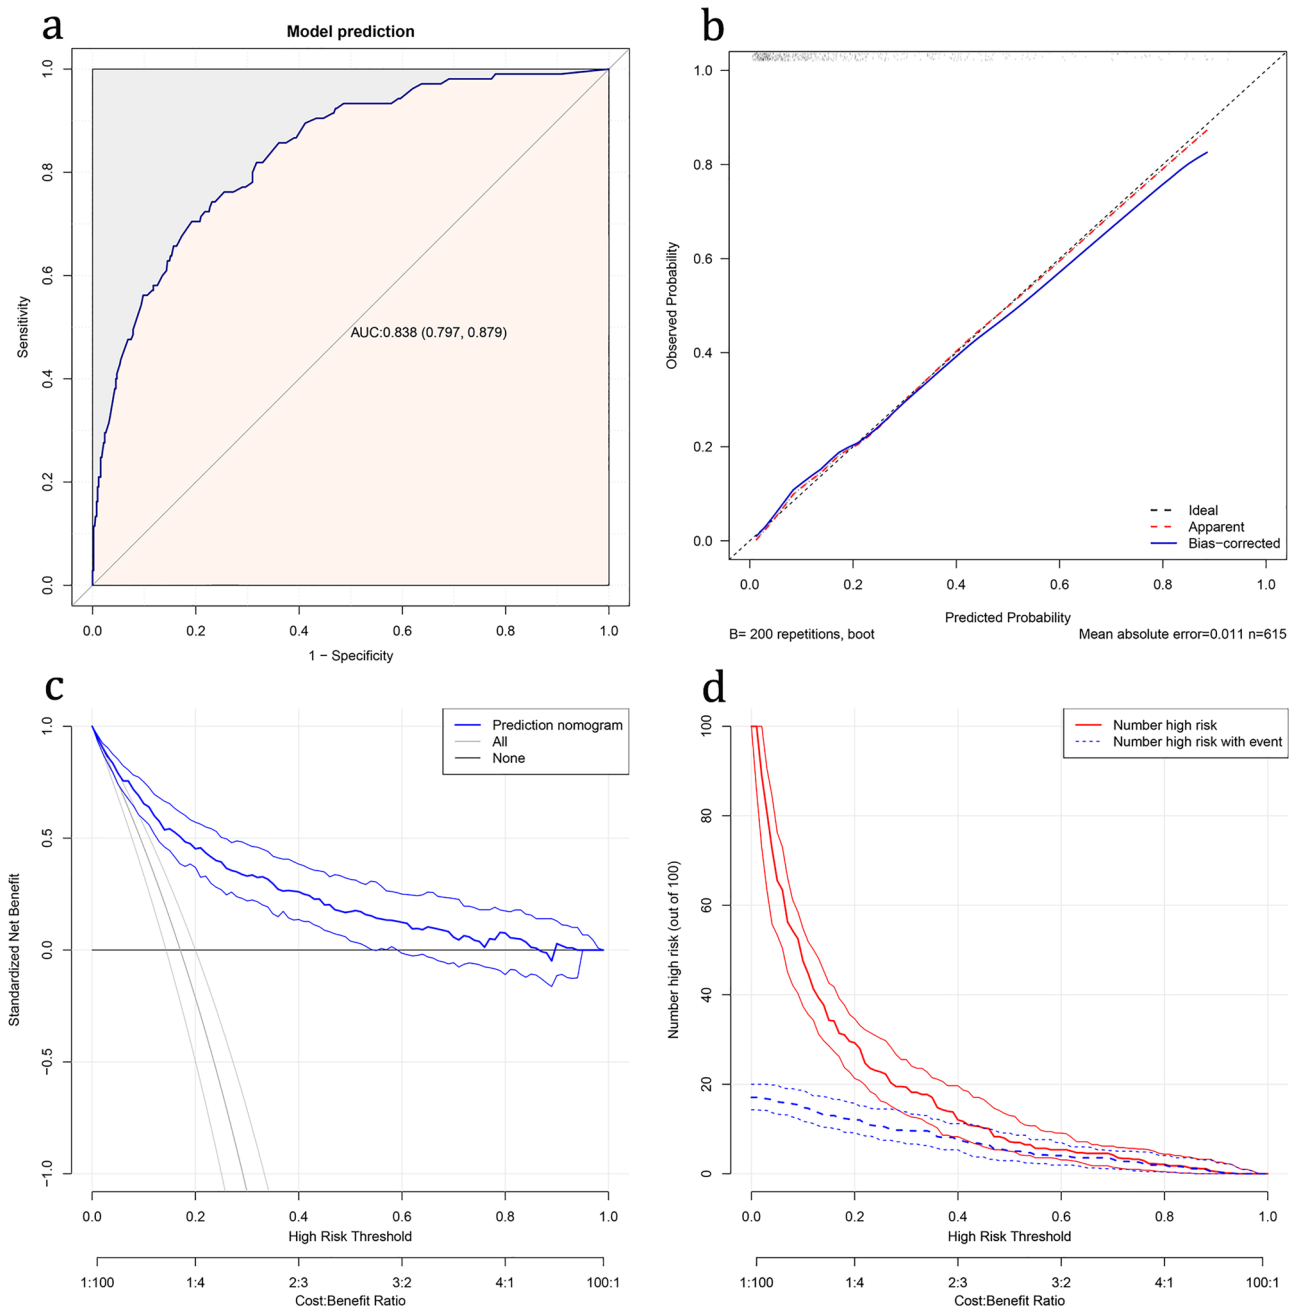 a
Model prediction
1.0
0.8
0.6
0.4
0.2
0.0
Sensitivity
AUC:0.838 (0.797, 0.879)
0.0 0.2 0.4 0.6 0.8 1.0
1 − Specificity
b
1.0
0.8
0.6
0.4
0.2
0.0
Observed Probability
Ideal
Apparent
Bias−corrected
0.0 0.2 0.4 0.6 0.8 1.0
Predicted Probability
B= 200 repetitions, boot
Mean absolute error=0.011 n=615
c
Prediction nomogram
All
None
1.0
0.5
0.0
−0.5
−1.0
Standardized Net Benefit
0.0 0.2 0.4 0.6 0.8 1.0
High Risk Threshold
1:100 1:4 2:3 3:2 4:1 100:1
Cost:Benefit Ratio
d
Number high risk
Number high risk with event
100
80
60
40
20
0
Number high risk (out of 100)
0.0 0.2 0.4 0.6 0.8 1.0
High Risk Threshold
1:100 1:4 2:3 3:2 4:1 100:1
Cost:Benefit Ratio